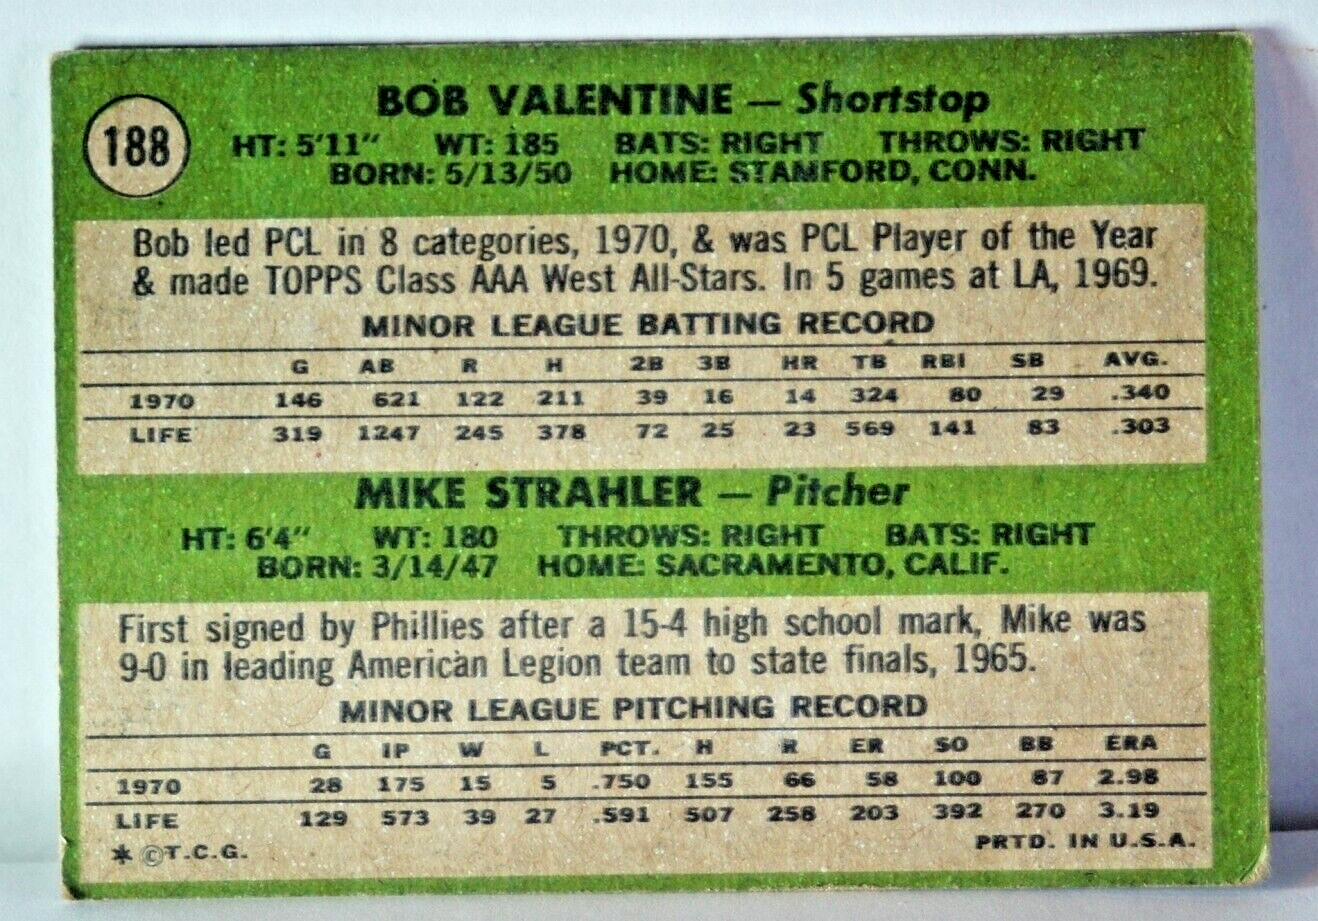 188
BOB VALENTINE — Shortstop
HT: 5'11" WT: 185 BATS: RIGHT THROWS: RIGHT
BORN: 5/13/50 HOME: STAMFORD, CONN.
Bob led PCL in 8 categories, 1970, & was PCL Player of the Year
& made TOPPS Class AAA West All-Stars. In 5 games at LA, 1969.
MINOR LEAGUE BATTING RECORD
G AB R H 2B 3B HR TB RBI SB AVG.
1970 146 621 122 211 39 16 14 324 80 29 .340
LIFE 319 1247 245 378 72 25 23 569 141 83 .303
MIKE STRAHLER — Pitcher
HT: 6'4" WT: 180 THROWS: RIGHT BATS: RIGHT
BORN: 3/14/47 HOME: SACRAMENTO, CALIF.
First signed by Phillies after a 15-4 high school mark, Mike was
9-0 in leading American Legion team to state finals, 1965.
MINOR LEAGUE PITCHING RECORD
G IP W L PCT. H R ER SO BB ERA
1970 28 175 15 5 .750 155 66 58 100 87 2.98
LIFE 129 573 39 27 .591 507 258 203 392 270 3.19
* ©T.C.G. PRTD. IN U.S.A.